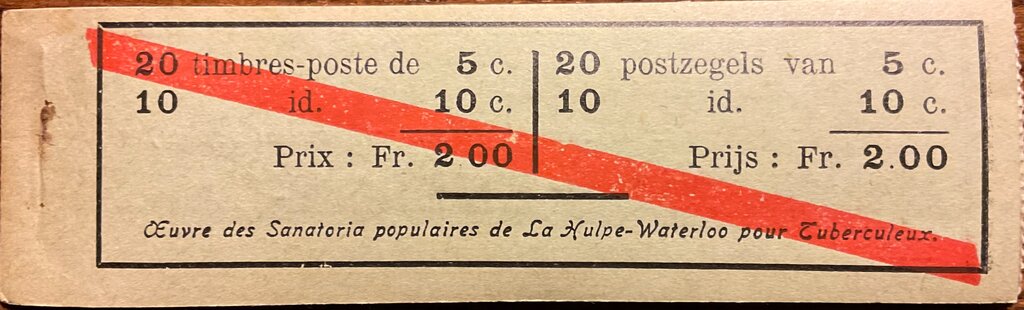 20 timbres-poste de 5 c.
10 id. 10 c.
Prix : Fr. 2 00
20 postzegels van 5 c.
10 id. 10 c.
Prijs : Fr. 2.00
Œuvre des Sanatoria populaires de La Hulpe-Waterloo pour Tuberculeux.